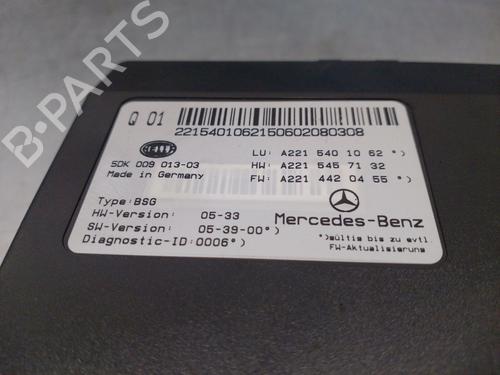 Q 01
2215401062150602080308
HELLA
5DK 009 013-03
Made in Germany
LU: A221 540 10 62 *)
HW: A221 545 71 32
FW: A221 442 04 55 *)
Type:BSG
HW-Version: 05-33
SW-Version: 05-39-00*)
Diagnostic-ID:0006*)
Mercedes-Benz
*)gültig bis zu evtl
FW-Aktualisierung
B-PARTS